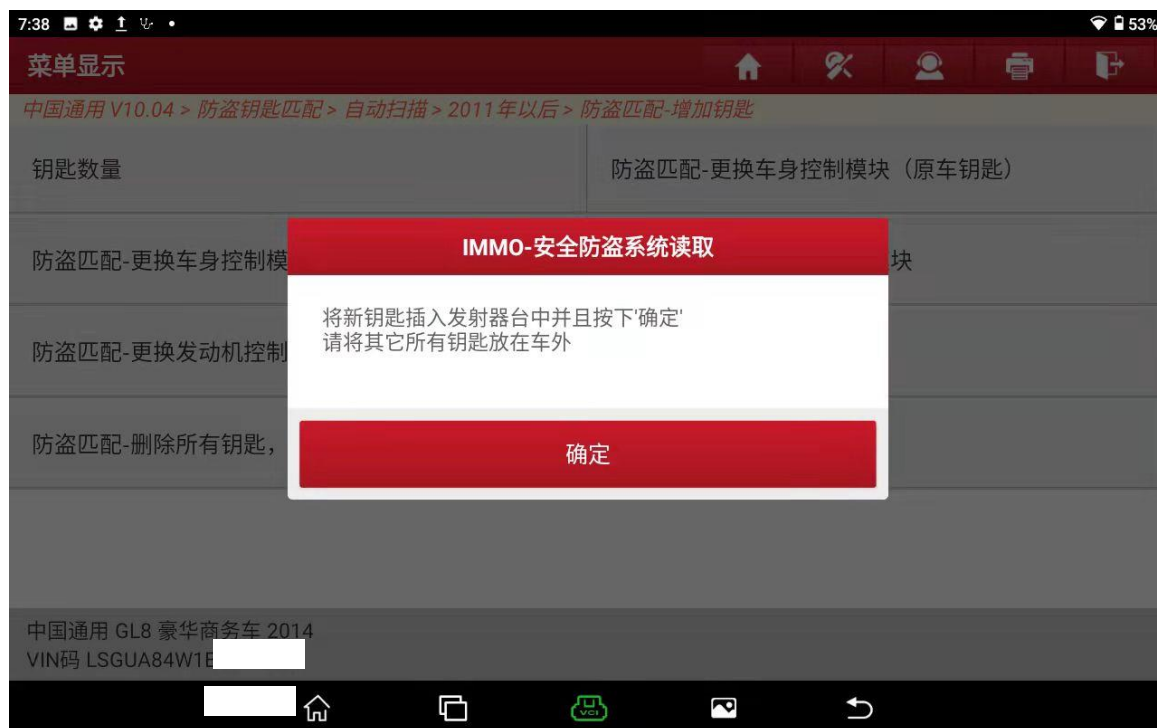 7:38
53%
菜单显示
中国通用 V10.04 > 防盗钥匙匹配 > 自动扫描 > 2011年以后 > 防盗匹配-增加钥匙
钥匙数量
防盗匹配-更换车身控制模块（原车钥匙）
IMMO-安全防盗系统读取
防盗匹配-更换车身控制模
块
将新钥匙插入发射器台中并且按下'确定'
请将其它所有钥匙放在车外
防盗匹配-更换发动机控制
防盗匹配-删除所有钥匙，
确定
中国通用 GL8 豪华商务车 2014
VIN码 LSGUA84W1
VCI